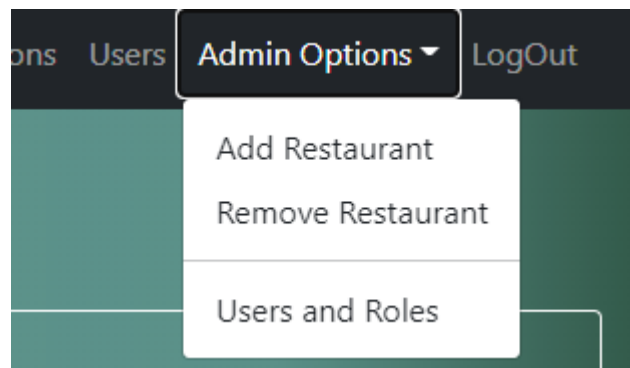 ons Users Admin Options LogOut
Add Restaurant
Remove Restaurant
Users and Roles